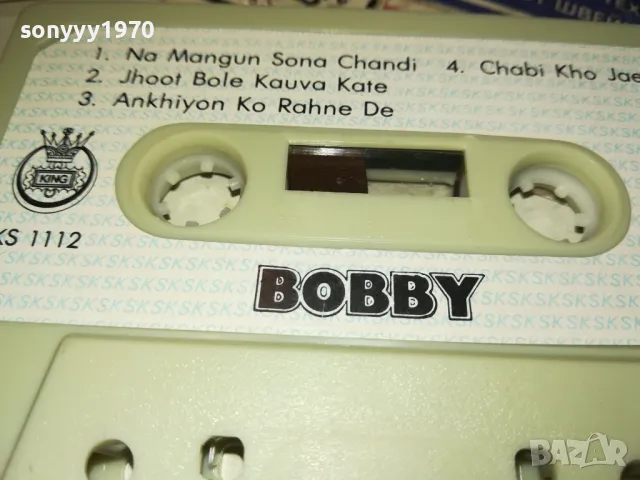 sonyyy1970
1. Na Mangun Sona Chandi
2. Jhoot Bole Kauva Kate
3. Ankhiyon Ko Rahne De
4. Chabi Kho Jae
KING
KS 1112
BOBBY
BAZAR